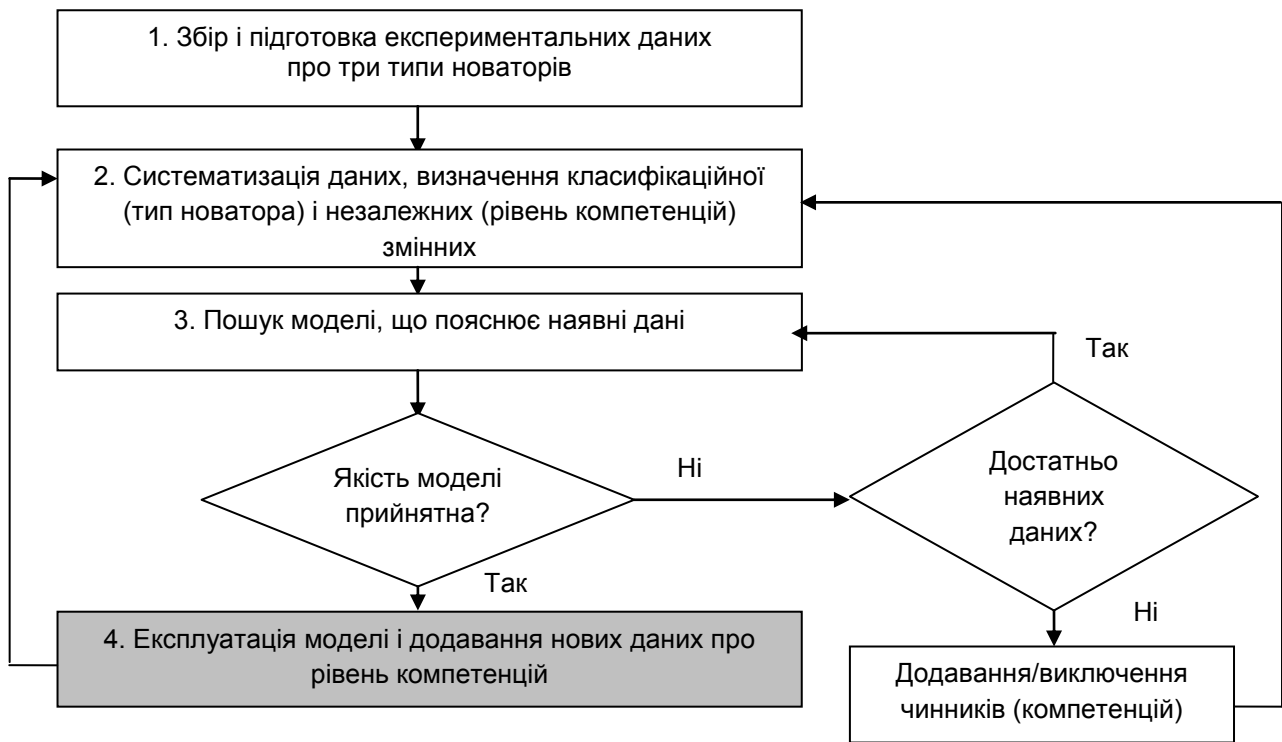 1. Збір і підготовка експериментальних даних
про три типи новаторів
2. Систематизація даних, визначення класифікаційної
(тип новатора) і незалежних (рівень компетенцій)
змінних
3. Пошук моделі, що пояснює наявні дані
Так
Якість моделі
прийнятна?
Ні
Достатньо
наявних
даних?
Так
Ні
4. Експлуатація моделі і додавання нових даних про
рівень компетенцій
Додавання/виключення
чинників (компетенцій)